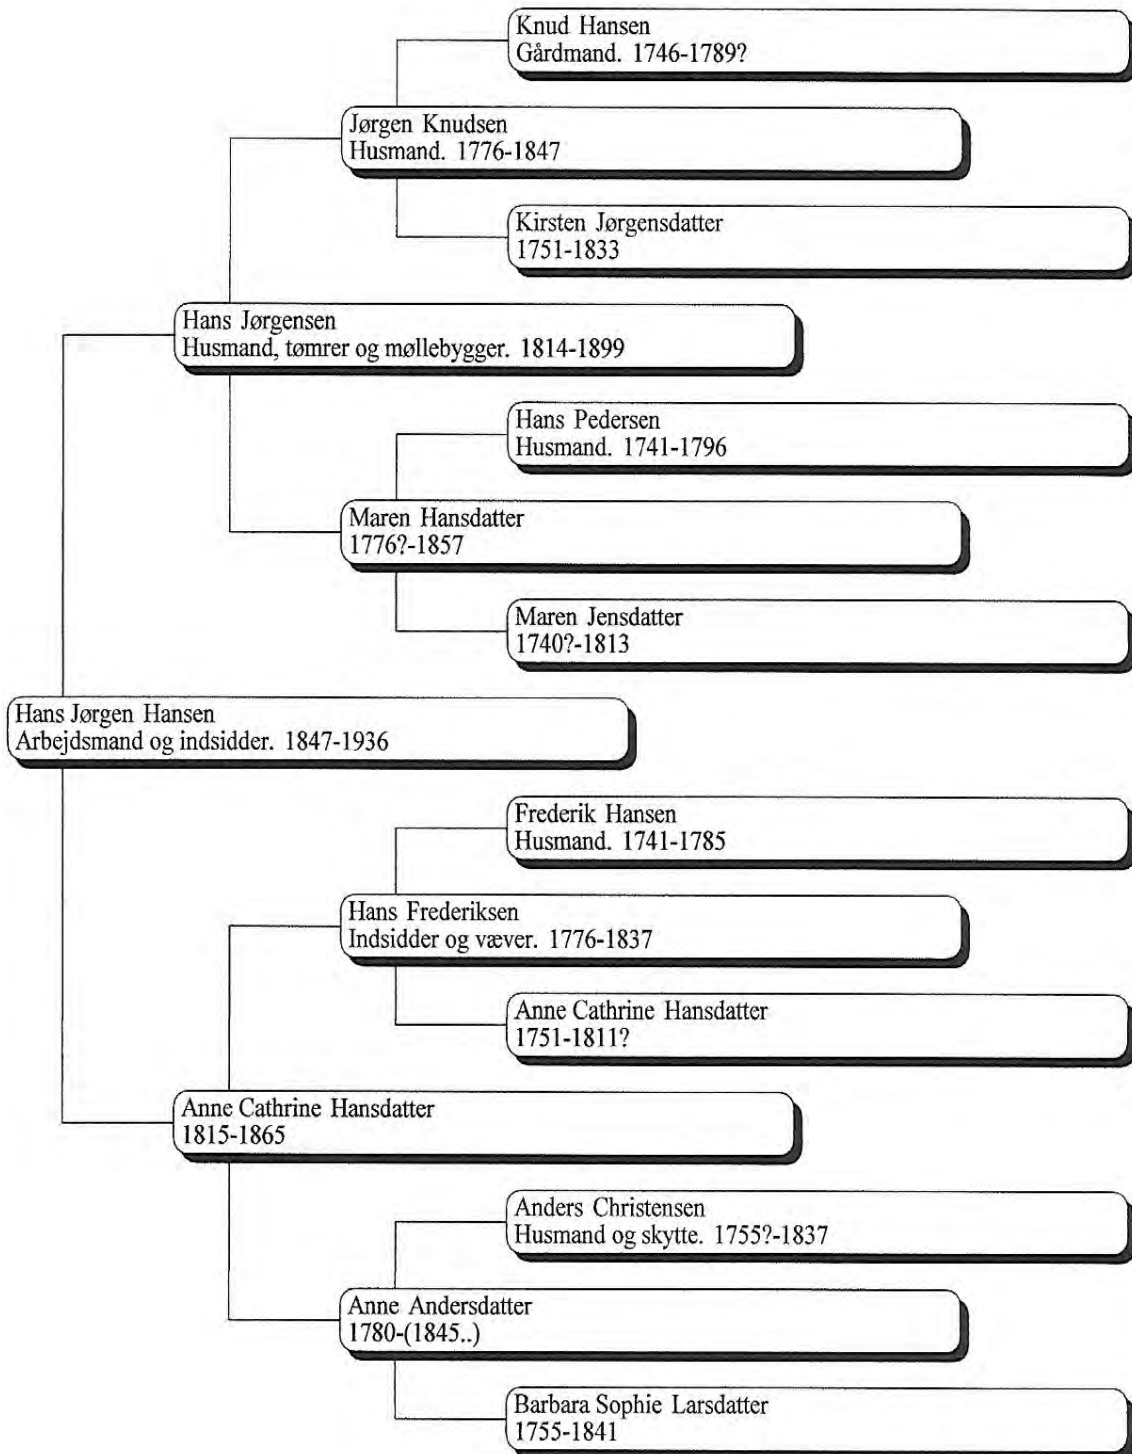 Knud Hansen
Gårdmand. 1746-1789?
Jørgen Knudsen
Husmand. 1776-1847
Kirsten Jørgensdatter
1751-1833
Hans Jørgensen
Husmand, tømrer og møllebygger. 1814-1899
Hans Pedersen
Husmand. 1741-1796
Maren Hansdatter
1776?-1857
Maren Jensdatter
1740?-1813
Hans Jørgen Hansen
Arbejdsmand og indsidder. 1847-1936
Frederik Hansen
Husmand. 1741-1785
Hans Frederiksen
Indsidder og væver. 1776-1837
Anne Cathrine Hansdatter
1751-1811?
Anne Cathrine Hansdatter
1815-1865
Anders Christensen
Husmand og skytte. 1755?-1837
Anne Andersdatter
1780-(1845..)
Barbara Sophie Larsdatter
1755-1841